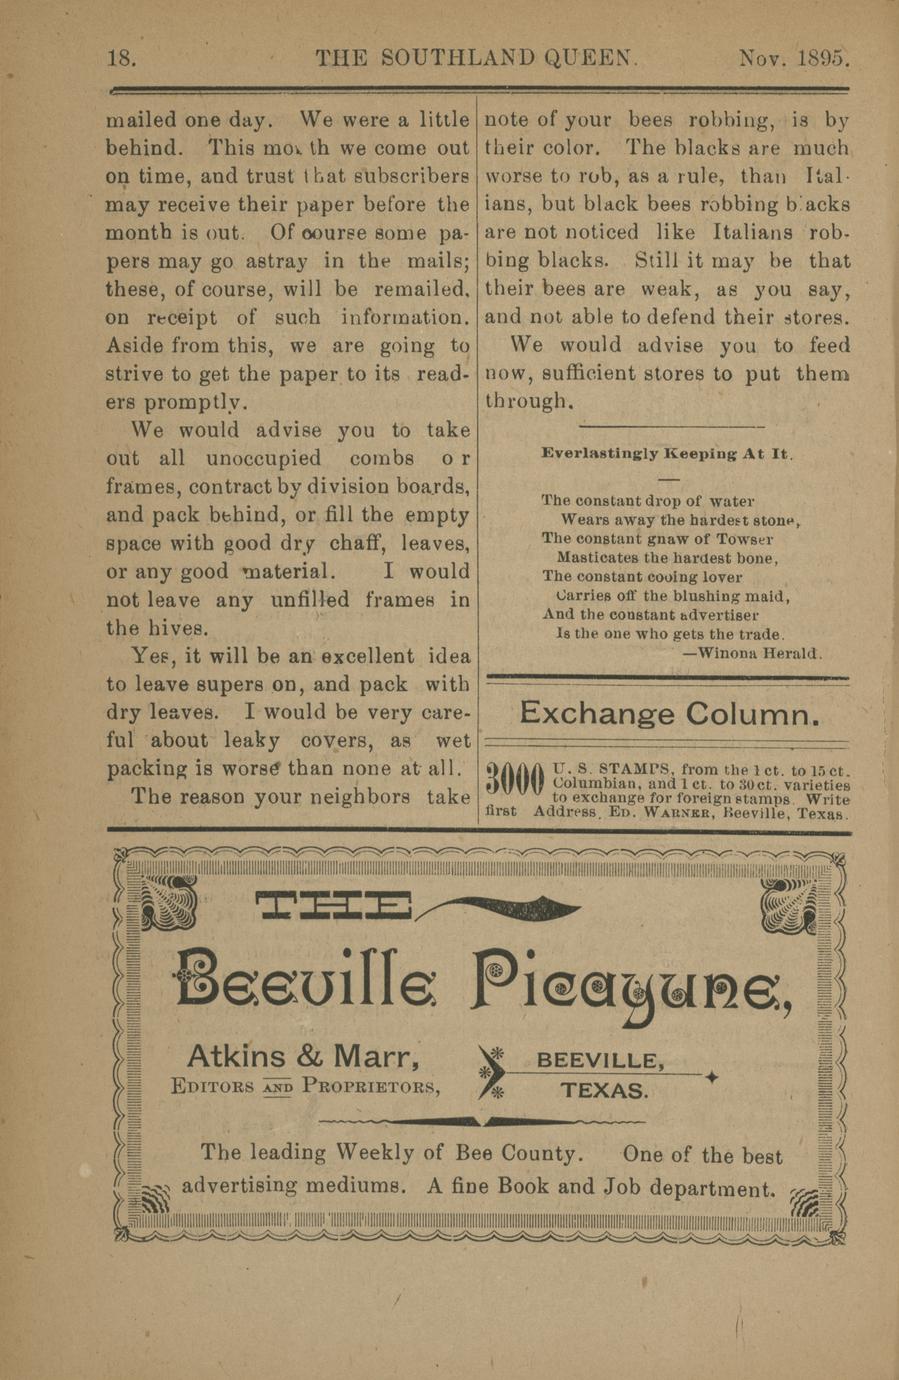 18. THE SOUTHLAND QUEEN. Nov. 1895.
mailed one day. We were a little
behind. This month we come out
on time, and trust that subscribers
may receive their paper before the
month is out. Of oourse some pa-
pers may go astray in the mails;
these, of course, will be remailed,
on receipt of such information.
Aside from this, we are going to
strive to get the paper to its read-
ers promptly.
We would advise you to take
out all unoccupied combs o r
frames, contract by division boards,
and pack behind, or fill the empty
space with good dry chaff, leaves,
or any good material. I would
not leave any unfilled frames in
the hives.
Yes, it will be an excellent idea
to leave supers on, and pack with
dry leaves. I would be very care-
ful about leaky covers, as wet
packing is worse than none at all.
The reason your neighbors take
note of your bees robbing, is by
their color. The blacks are much
worse to rob, as a rule, than Ital-
ians, but black bees robbing blacks
are not noticed like Italians rob-
bing blacks. Still it may be that
their bees are weak, as you say,
and not able to defend their stores.
We would advise you to feed
now, sufficient stores to put them
through.
Everlastingly Keeping At It.
The constant drop of water
Wears away the hardest stone,
The constant gnaw of Towser
Masticates the hardest bone,
The constant cooing lover
Carries off the blushing maid,
And the constant advertiser
Is the one who gets the trade.
—Winona Herald.
Exchange Column.
3000 U. S. STAMPS, from the 1 ct. to 15 ct.
Columbian, and 1 ct. to 30 ct. varieties
to exchange for foreign stamps. Write
first Address, ED. WARNER, Beeville, Texas.
THE
Beeville Picayune,
Atkins & Marr,
EDITORS AND PROPRIETORS,
BEEVILLE,
TEXAS.
The leading Weekly of Bee County. One of the best
advertising mediums. A fine Book and Job department.